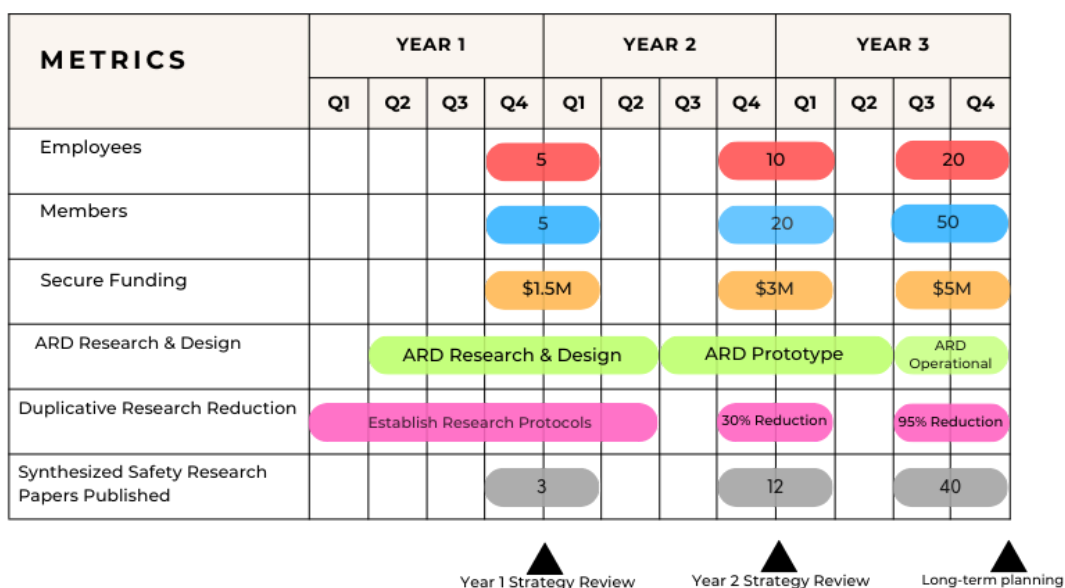 METRICS
YEAR 1 YEAR 2 YEAR 3
Q1 Q2 Q3 Q4 Q1 Q2 Q3 Q4 Q1 Q2 Q3 Q4
Employees 5 10 20
Members 5 20 50
Secure Funding $1.5M $3M $5M
ARD Research & Design ARD Research & Design ARD Prototype ARD
Operational
Duplicative Research Reduction Establish Research Protocols 30% Reduction 95% Reduction
Synthesized Safety Research
Papers Published 3 12 40
Year 1 Strategy Review Year 2 Strategy Review Long-term planning